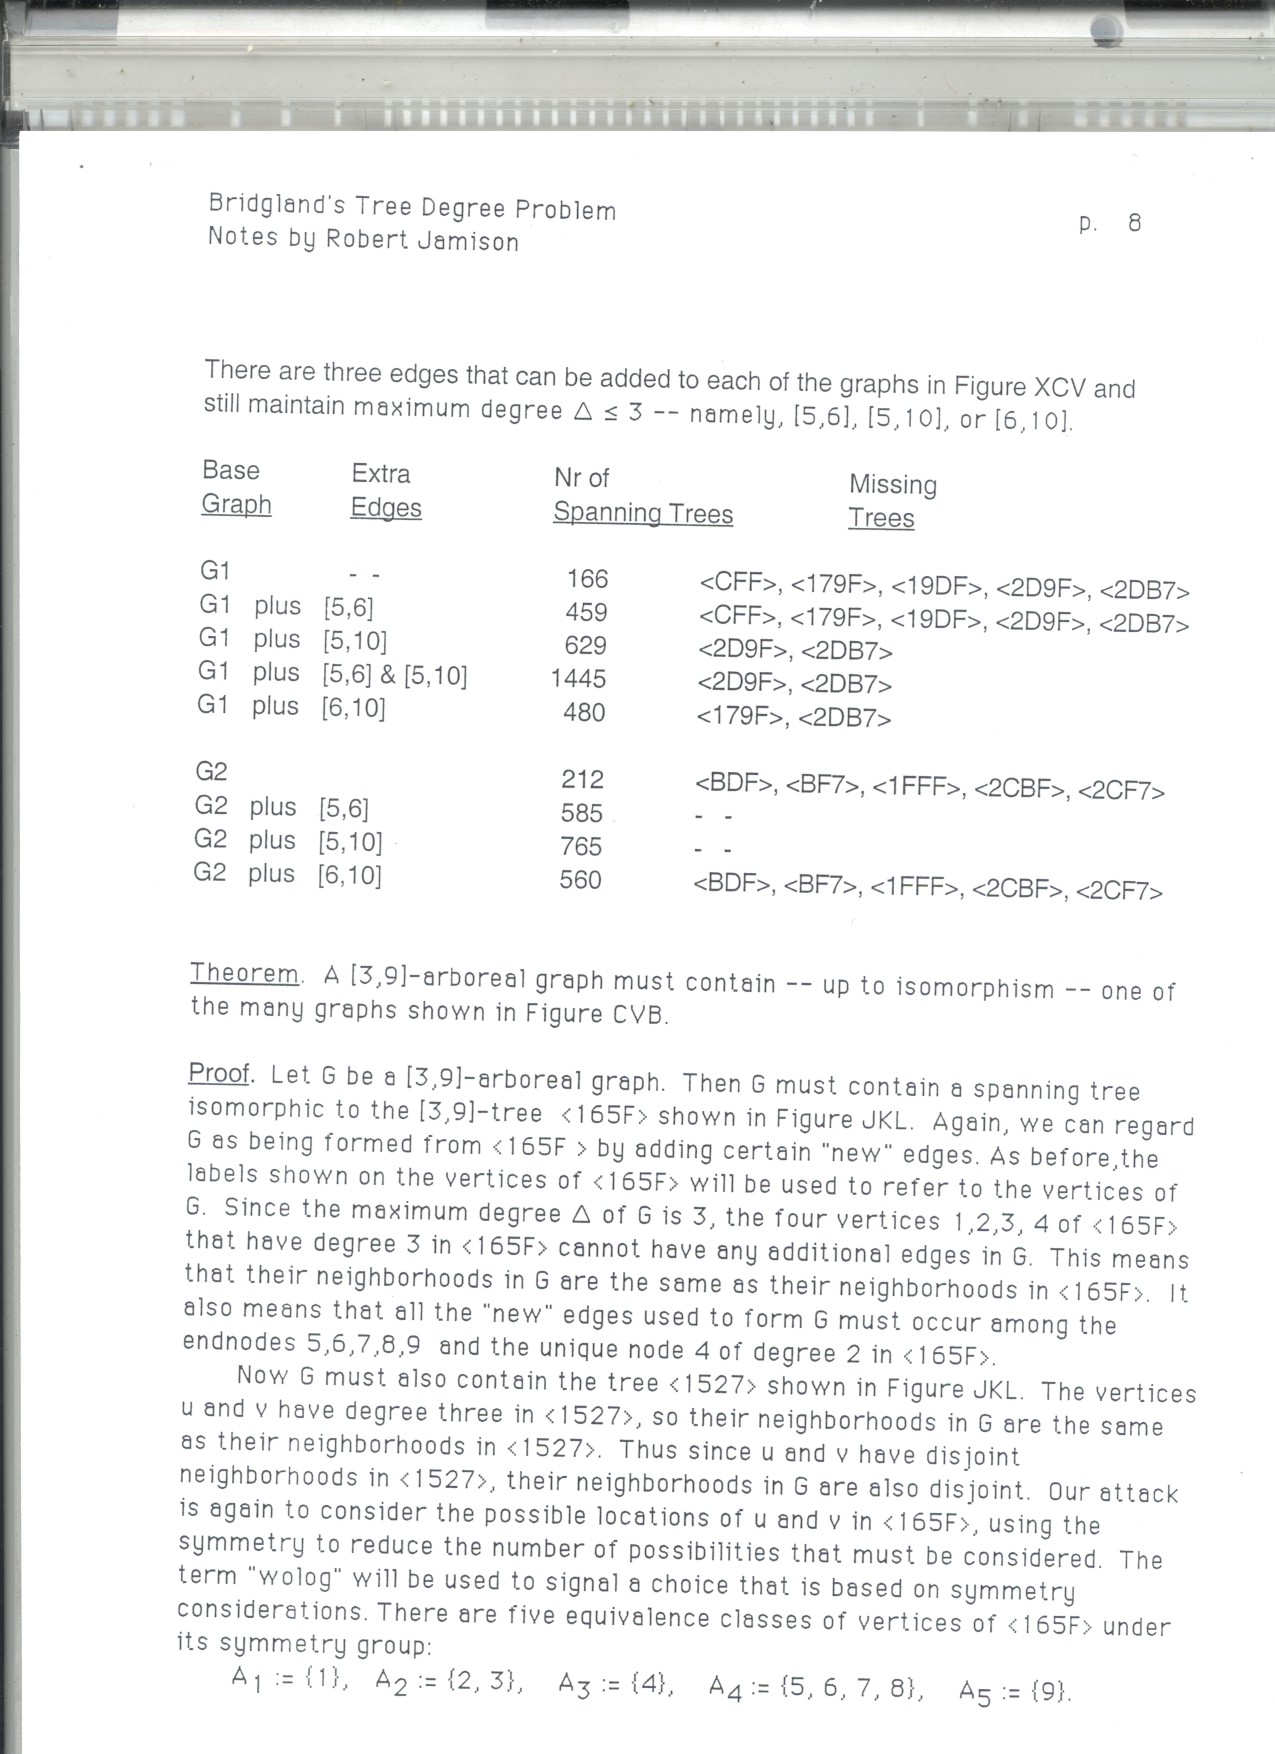 Bridgland's Tree Degree Problem
Notes by Robert Jamison
p. 8
There are three edges that can be added to each of the graphs in Figure XCV and
still maintain maximum degree Δ ≤ 3 -- namely, [5,6], [5,10], or [6,10].
Base Extra Nr of Missing
Graph Edges Spanning Trees Trees
G1 - - 166 <CFF>, <179F>, <19DF>, <2D9F>, <2DB7>
G1 plus [5,6] 459 <CFF>, <179F>, <19DF>, <2D9F>, <2DB7>
G1 plus [5,10] 629 <2D9F>, <2DB7>
G1 plus [5,6] & [5,10] 1445 <2D9F>, <2DB7>
G1 plus [6,10] 480 <179F>, <2DB7>
G2 212 <BDF>, <BF7>, <1FFF>, <2CBF>, <2CF7>
G2 plus [5,6] 585 - -
G2 plus [5,10] 765 - -
G2 plus [6,10] 560 <BDF>, <BF7>, <1FFF>, <2CBF>, <2CF7>
Theorem. A [3,9]-arboreal graph must contain -- up to isomorphism -- one of
the many graphs shown in Figure CVB.
Proof. Let G be a [3,9]-arboreal graph. Then G must contain a spanning tree
isomorphic to the [3,9]-tree <165F> shown in Figure JKL. Again, we can regard
G as being formed from <165F > by adding certain "new" edges. As before,the
labels shown on the vertices of <165F> will be used to refer to the vertices of
G. Since the maximum degree Δ of G is 3, the four vertices 1,2,3, 4 of <165F>
that have degree 3 in <165F> cannot have any additional edges in G. This means
that their neighborhoods in G are the same as their neighborhoods in <165F>. It
also means that all the "new" edges used to form G must occur among the
endnodes 5,6,7,8,9 and the unique node 4 of degree 2 in <165F>.
Now G must also contain the tree <1527> shown in Figure JKL. The vertices
u and v have degree three in <1527>, so their neighborhoods in G are the same
as their neighborhoods in <1527>. Thus since u and v have disjoint
neighborhoods in <1527>, their neighborhoods in G are also disjoint. Our attack
is again to consider the possible locations of u and v in <165F>, using the
symmetry to reduce the number of possibilities that must be considered. The
term "wolog" will be used to signal a choice that is based on symmetry
considerations. There are five equivalence classes of vertices of <165F> under
its symmetry group:
A1 := {1}, A2 := {2, 3}, A3 := {4}, A4 := {5, 6, 7, 8}, A5 := {9}.